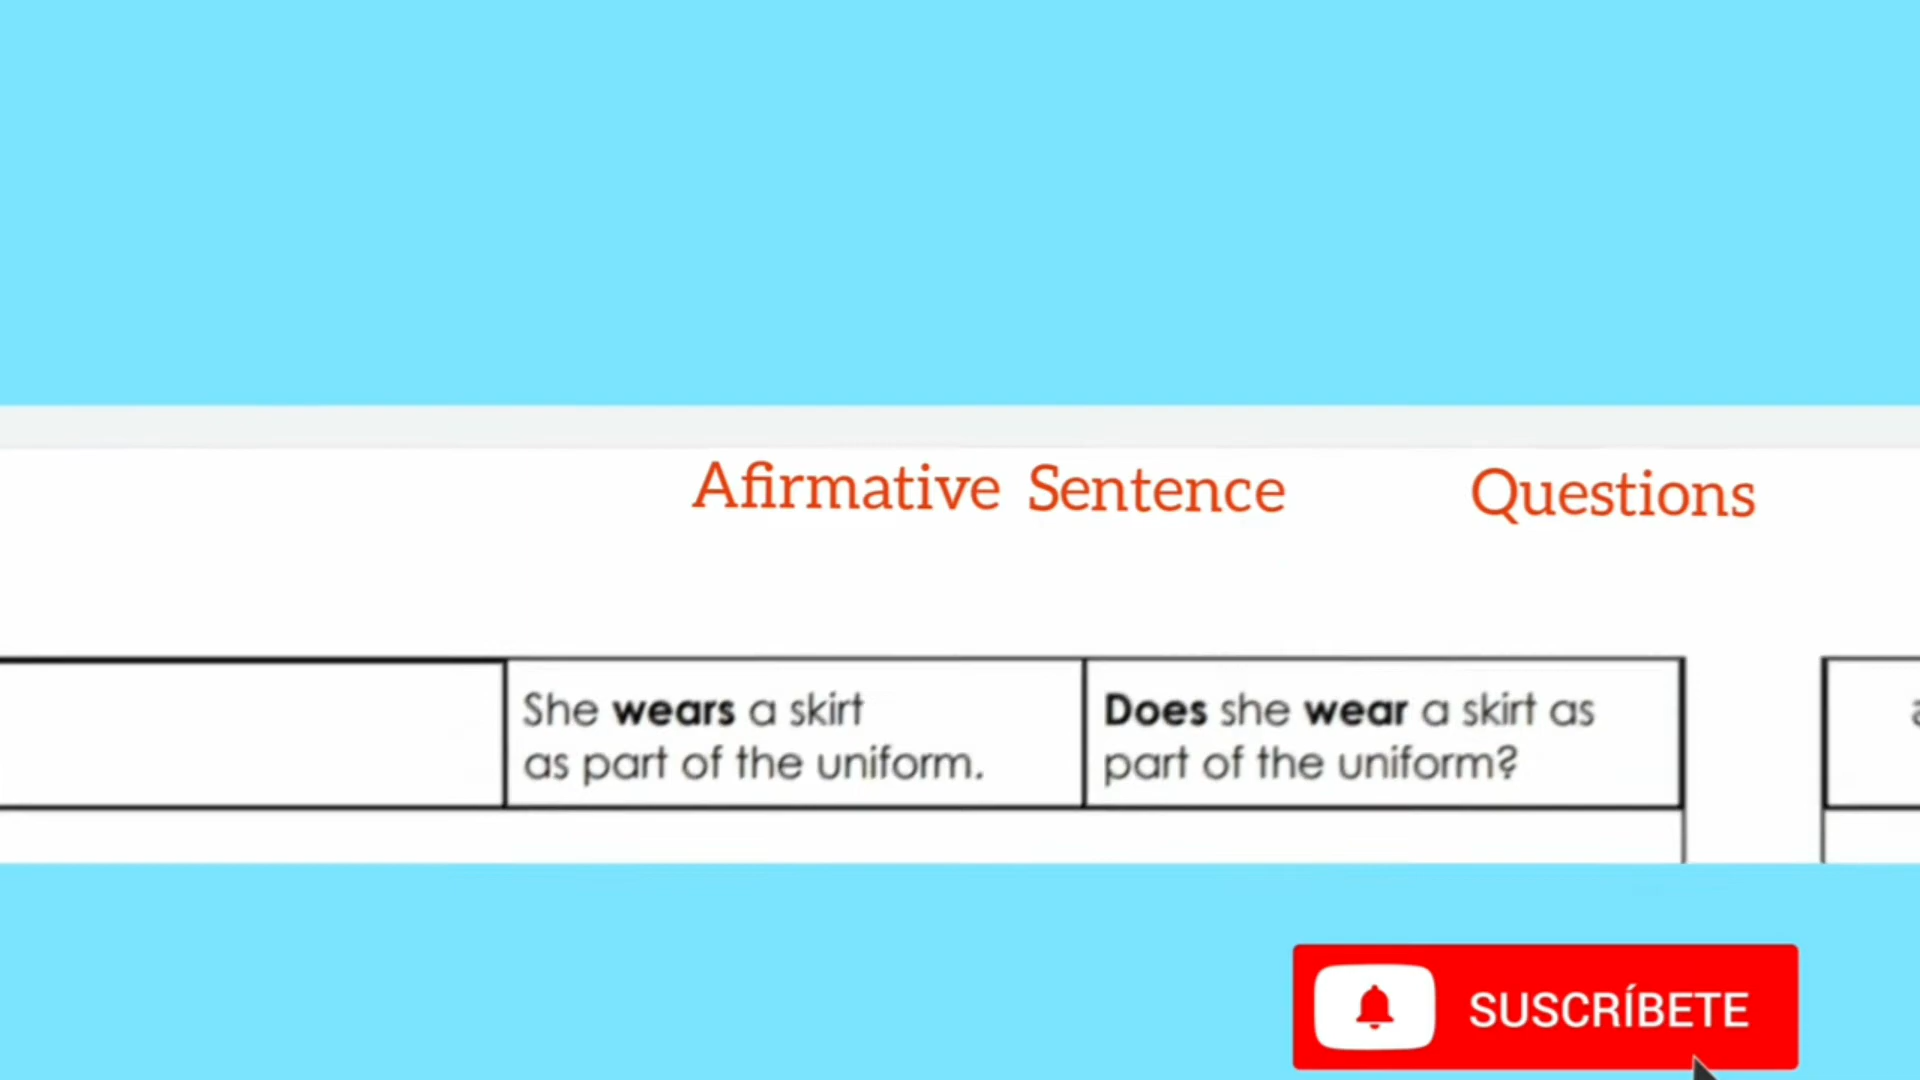 Afirmative Sentence
Questions
She wears a skirt
as part of the uniform.
Does she wear a skirt as
part of the uniform?
SUSCRÍBETE